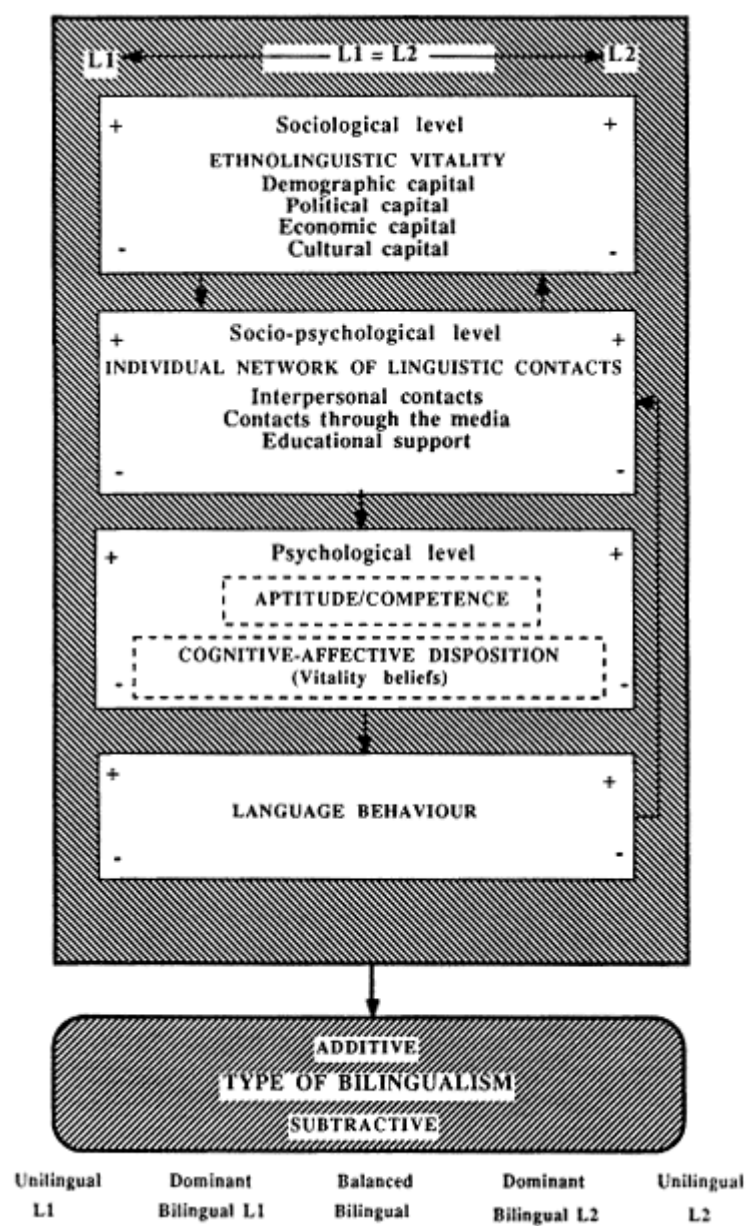 L1 L1 = L2 L2
+ Sociological level +
ETHNOLINGUISTIC VITALITY
Demographic capital
Political capital
Economic capital
- Cultural capital -
+ Socio-psychological level +
INDIVIDUAL NETWORK OF LINGUISTIC CONTACTS
Interpersonal contacts
Contacts through the media
Educational support
- -
+ Psychological level +
APTITUDE/COMPETENCE
COGNITIVE-AFFECTIVE DISPOSITION
- (Vitality beliefs) -
+ +
LANGUAGE BEHAVIOUR
- -
ADDITIVE
TYPE OF BILINGUALISM
SUBTRACTIVE
Unilingual Dominant Balanced Dominant Unilingual
L1 Bilingual L1 Bilingual Bilingual L2 L2